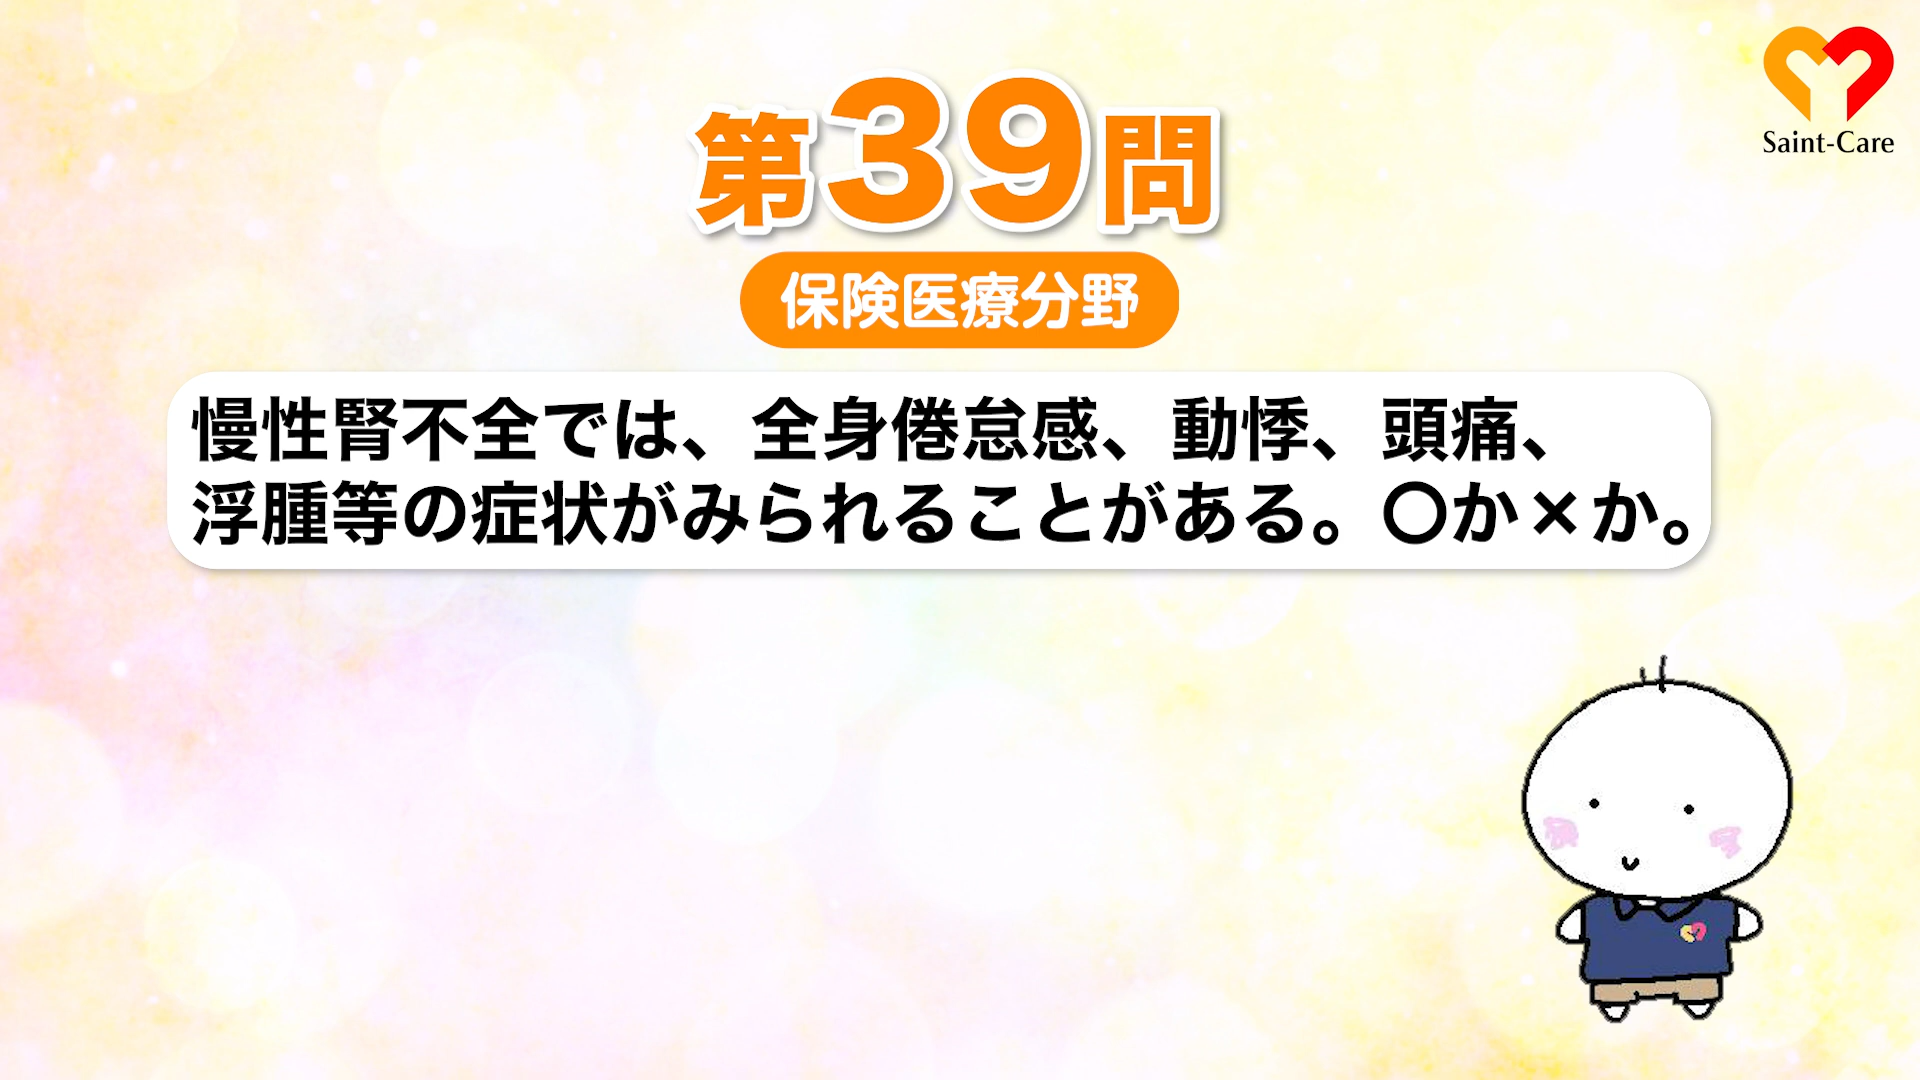 Saint-Care
第39問
保険医療分野
慢性腎不全では、全身倦怠感、動悸、頭痛、
浮腫等の症状がみられることがある。〇か×か。